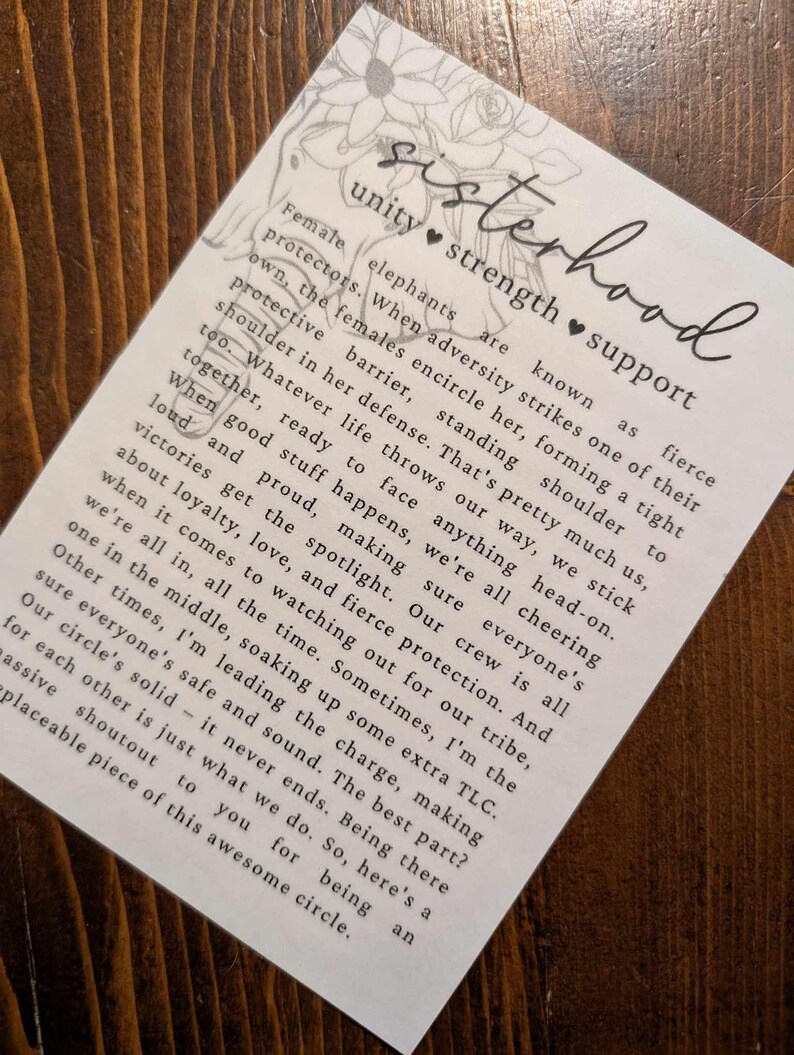 sisterhood
unity ♥ strength ♥ support
Female elephants are known as fierce
protectors. When adversity strikes one of their
own, the females encircle her, forming a tight
protective barrier, standing shoulder to
shoulder in her defense. That's pretty much us,
too. Whatever life throws our way, we stick
together, ready to face anything head-on.
When good stuff happens, we're all cheering
loud and proud, making sure everyone's
victories get the spotlight. Our crew is all
about loyalty, love, and fierce protection. And
when it comes to watching out for our tribe,
we're all in, all the time. Sometimes, I'm the
one in the middle, soaking up some extra TLC.
Other times, I'm leading the charge, making
sure everyone's safe and sound. The best part?
Our circle's solid – it never ends. Being there
for each other is just what we do. So, here's a
massive shoutout to you for being an
eplaceable piece of this awesome circle.